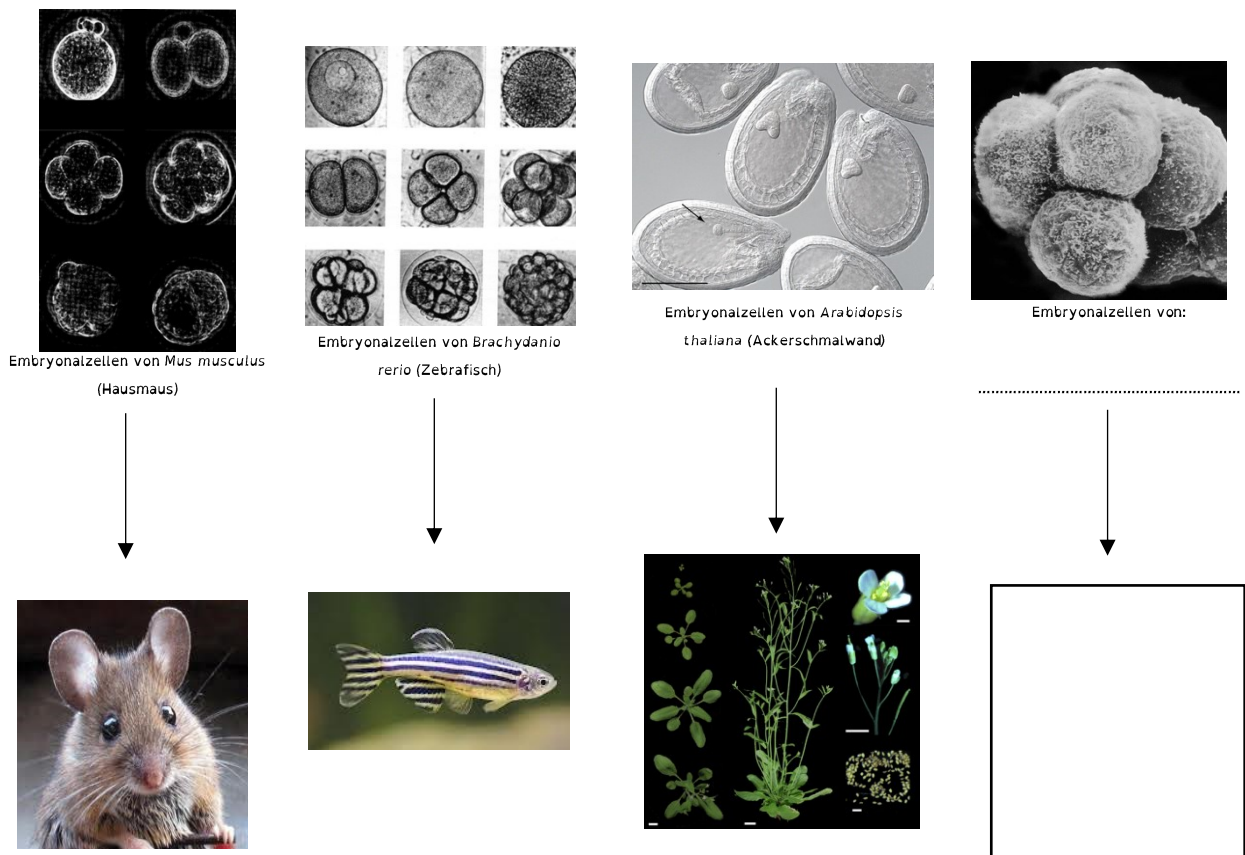 Embryonalzellen von Mus musculus
(Hausmaus)
Embryonalzellen von Brachydanio
rerio (Zebrafisch)
Embryonalzellen von Arabidopsis
thaliana (Ackerschmalwand)
Embryonalzellen von: